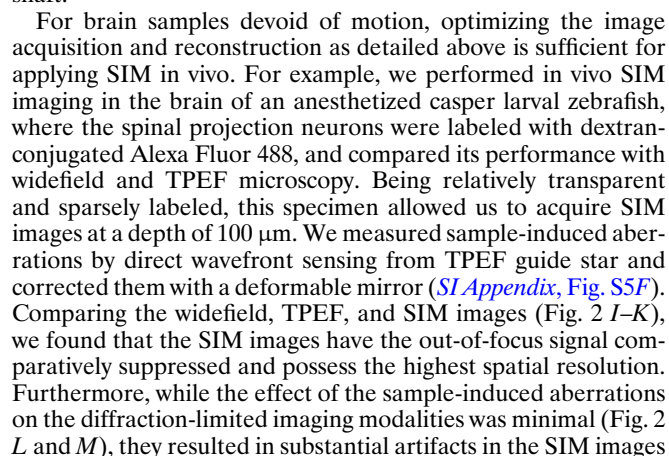 shaft.
For brain samples devoid of motion, optimizing the image
acquisition and reconstruction as detailed above is sufficient for
applying SIM in vivo. For example, we performed in vivo SIM
imaging in the brain of an anesthetized casper larval zebrafish,
where the spinal projection neurons were labeled with dextran-
conjugated Alexa Fluor 488, and compared its performance with
widefield and TPEF microscopy. Being relatively transparent
and sparsely labeled, this specimen allowed us to acquire SIM
images at a depth of 100 μm. We measured sample-induced aber-
rations by direct wavefront sensing from TPEF guide star and
corrected them with a deformable mirror (SI Appendix, Fig. S5F).
Comparing the widefield, TPEF, and SIM images (Fig. 2 I–K),
we found that the SIM images have the out-of-focus signal com-
paratively suppressed and possess the highest spatial resolution.
Furthermore, while the effect of the sample-induced aberrations
on the diffraction-limited imaging modalities was minimal (Fig. 2
L and M), they resulted in substantial artifacts in the SIM images